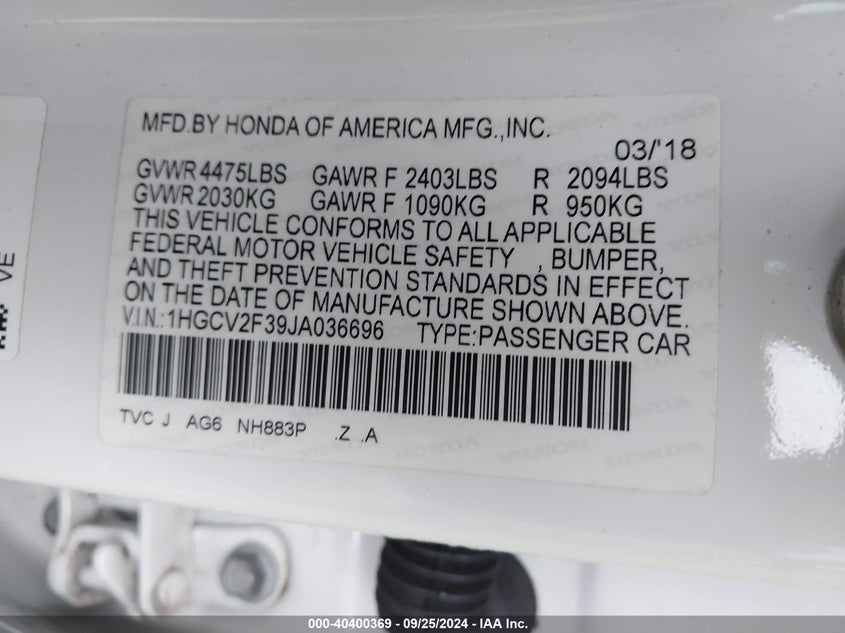 MFD.BY HONDA OF AMERICA MFG.,INC.
03/'18
GVWR 4475LBS GAWR F 2403LBS R 2094LBS
GVWR 2030KG GAWR F 1090KG R 950KG
THIS VEHICLE CONFORMS TO ALL APPLICABLE
FEDERAL MOTOR VEHICLE SAFETY , BUMPER,
AND THEFT PREVENTION STANDARDS IN EFFECT
ON THE DATE OF MANUFACTURE SHOWN ABOVE.
V.I.N.:1HGCV2F39JA036696 TYPE:PASSENGER CAR
TVC J AG6 NH883P .Z .A
VE
000-40400369 - 09/25/2024 - IAA Inc.